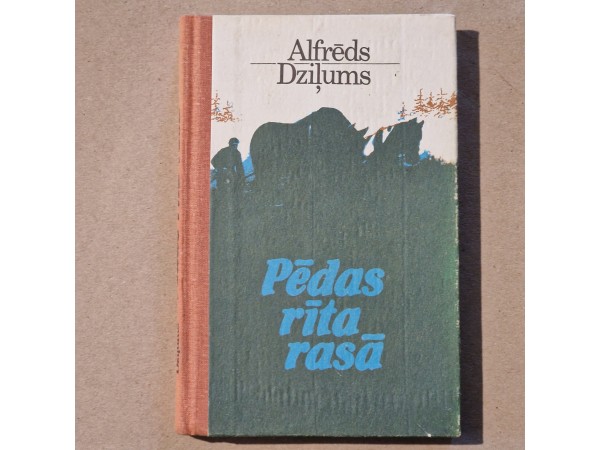 Alfrēds
Dziļums
Pēdas
rīta
rasā